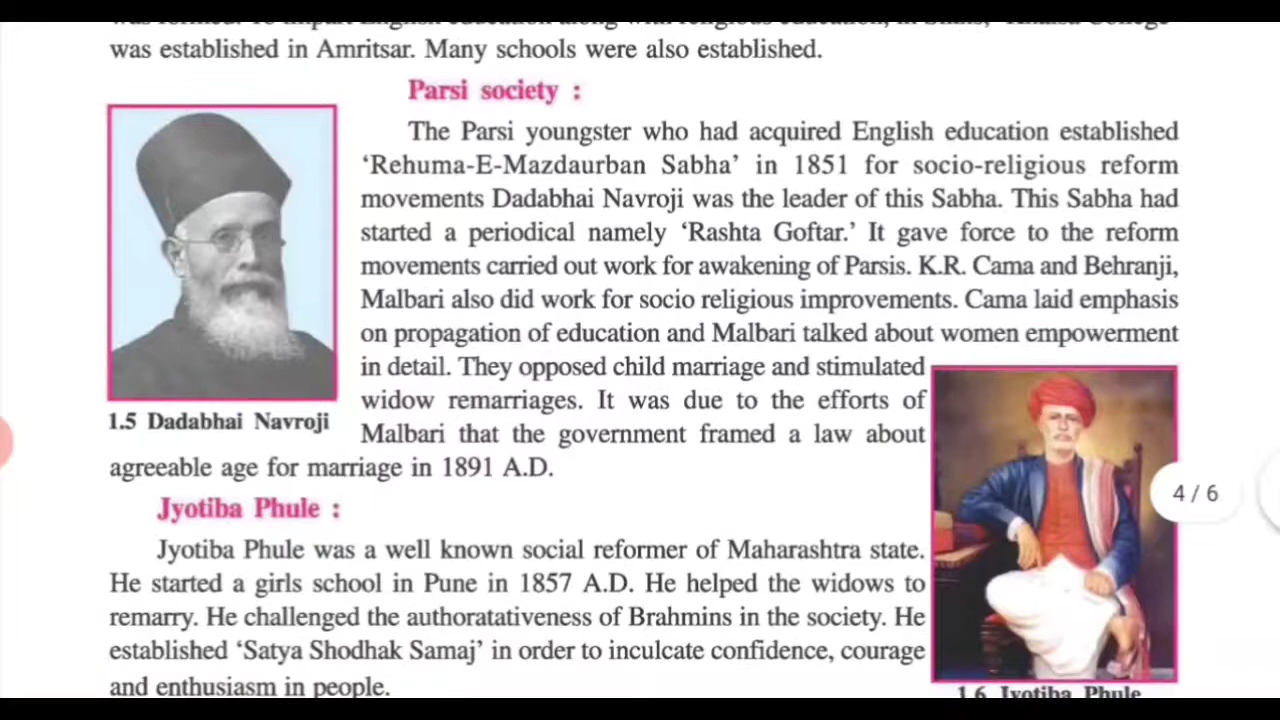 was established in Amritsar. Many schools were also established.
Parsi society :
The Parsi youngster who had acquired English education established
‘Rehuma-E-Mazdaurban Sabha’ in 1851 for socio-religious reform
movements Dadabhai Navroji was the leader of this Sabha. This Sabha had
started a periodical namely ‘Rashta Goftar.’ It gave force to the reform
movements carried out work for awakening of Parsis. K.R. Cama and Behranji,
Malbari also did work for socio religious improvements. Cama laid emphasis
on propagation of education and Malbari talked about women empowerment
in detail. They opposed child marriage and stimulated
widow remarriages. It was due to the efforts of
Malbari that the government framed a law about
agreeable age for marriage in 1891 A.D.
1.5 Dadabhai Navroji
Jyotiba Phule :
Jyotiba Phule was a well known social reformer of Maharashtra state.
He started a girls school in Pune in 1857 A.D. He helped the widows to
remarry. He challenged the authoratativeness of Brahmins in the society. He
established ‘Satya Shodhak Samaj’ in order to inculcate confidence, courage
and enthusiasm in people.
1.6 Jyotiba Phule
4 / 6